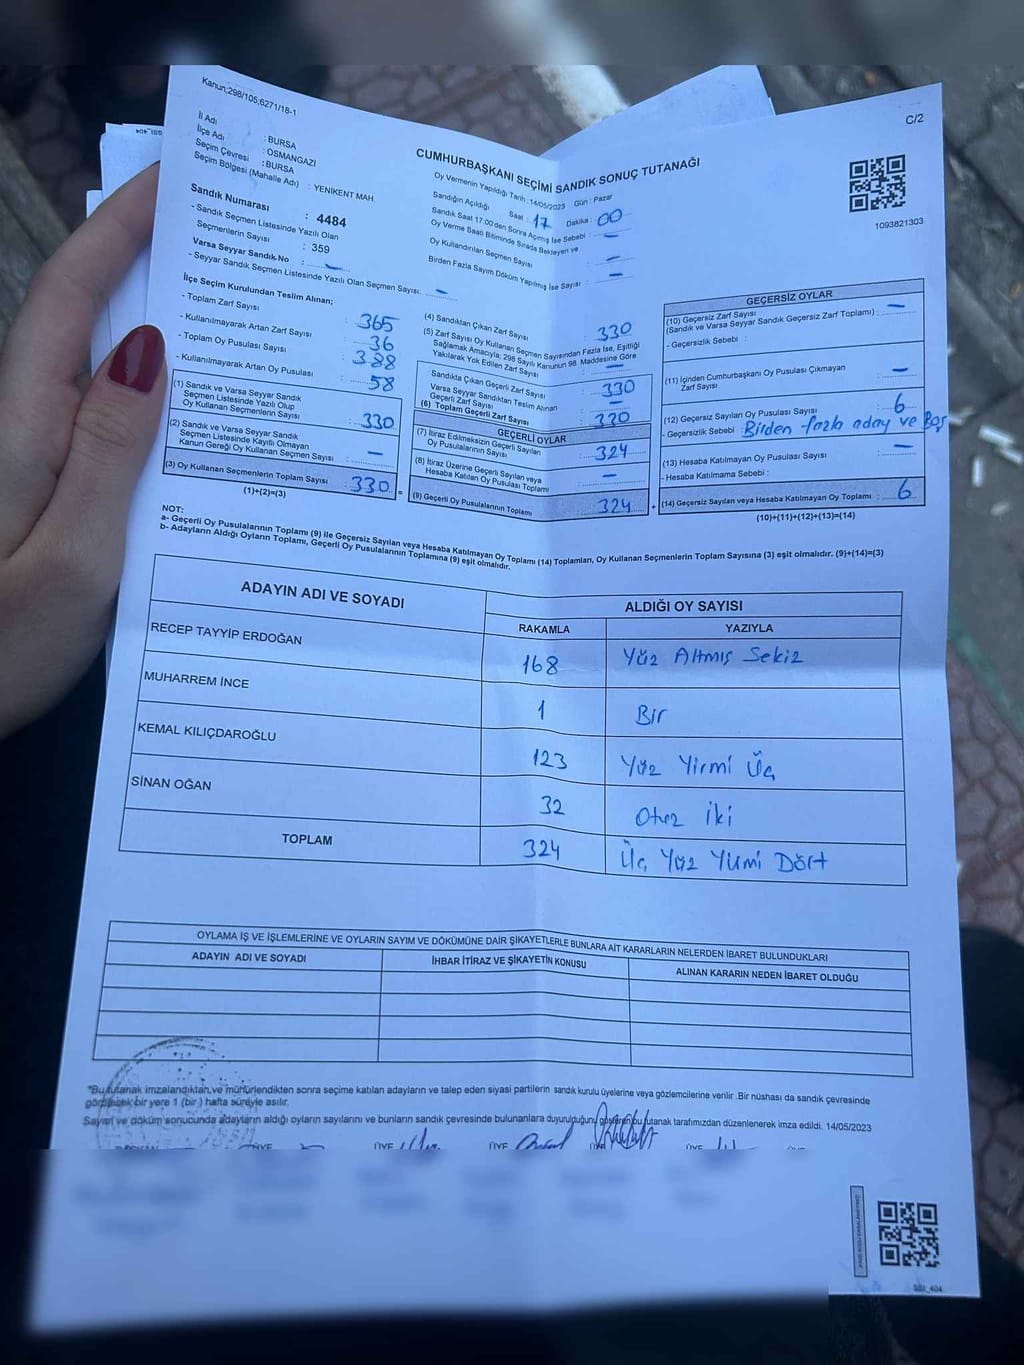 Kanun;298/105,6271/18-1
C/2
İl Adı : BURSA
İlçe Adı : OSMANGAZİ
Seçim Çevresi : BURSA
Seçim Bölgesi (Mahalle Adı) : YENİKENT MAH.
CUMHURBAŞKANI SEÇİMİ SANDIK SONUÇ TUTANAĞI
Oy Vermenin Yapıldığı Tarih : 14/05/2023 Gün : Pazar
Sandığın Açıldığı Saat : 17 Dakika : 00
Sandık Saat 17:00'den Sonra Açılmış İse Sebebi : –
Oy Verme Saati Bitiminde Sırada Bekleyen ve
Oy Kullandırılan Seçmen Sayısı : –
Birden Fazla Sayım Döküm Yapılmış İse Sayısı : –
1093821303
Sandık Numarası : 4484
- Sandık Seçmen Listesinde Yazılı Olan
Seçmenlerin Sayısı : 359
Varsa Seyyar Sandık.No : –
- Seyyar Sandık Seçmen Listesinde Yazılı Olan Seçmen Sayısı: –
İlçe Seçim Kurulundan Teslim Alınan;
- Toplam Zarf Sayısı : 365
- Kullanılmayarak Artan Zarf Sayısı : 36
- Toplam Oy Pusulası Sayısı : 388
- Kullanılmayarak Artan Oy Pusulası : 58
(1) Sandık ve Varsa Seyyar Sandık
Seçmen Listesinde Yazılı Olup
Oy Kullanan Seçmenlerin Sayısı : 330
(2) Sandık ve Varsa Seyyar Sandık
Seçmen Listesinde Kayıtlı Olmayan
Kanun Gereği Oy Kullanan Seçmen Sayısı : –
(3) Oy Kullanan Seçmenlerin Toplam Sayısı : 330
(1)+(2)=(3)
(4) Sandıktan Çıkan Zarf Sayısı : 330
(5) Zarf Sayısı Oy Kullanan Seçmen Sayısından Fazla İse, Eşitliği
Sağlamak Amacıyla; 298 Sayılı Kanunun 98. Maddesine Göre
Yakılarak Yok Edilen Zarf Sayısı : –
Sandıkta Çıkan Geçerli Zarf Sayısı : 330
Varsa Seyyar Sandıktan Teslim Alınan
Geçerli Zarf Sayısı : –
(6) Toplam Geçerli Zarf Sayısı : 330
GEÇERLİ OYLAR
(7) İtiraz Edilmeksizin Geçerli Sayılan
Oy Pusulalarının Sayısı : 324
(8) İtiraz Üzerine Geçerli Sayılan veya
Hesaba Katılan Oy Pusulası Toplamı : –
(9) Geçerli Oy Pusulalarının Toplamı : 324
GEÇERSİZ OYLAR
(10) Geçersiz Zarf Sayısı
(Sandık ve Varsa Seyyar Sandık Geçersiz Zarf Toplamı) : –
- Geçersizlik Sebebi :
(11) İçinden Cumhurbaşkanı Oy Pusulası Çıkmayan
Zarf Sayısı : –
(12) Geçersiz Sayılan Oy Pusulası Sayısı : 6
- Geçersizlik Sebebi : Birden fazla aday ve Boş
(13) Hesaba Katılmayan Oy Pusulası Sayısı : –
- Hesaba Katılmama Sebebi :
(14) Geçersiz Sayılan veya Hesaba Katılmayan Oy Toplamı : 6
(10)+(11)+(12)+(13)=(14)
NOT:
a- Geçerli Oy Pusulalarının Toplamı (9) ile Geçersiz Sayılan veya Hesaba Katılmayan Oy Toplamı (14) Toplamları, Oy Kullanan Seçmenlerin Toplam Sayısına (3) eşit olmalıdır. (9)+(14)=(3)
b- Adayların Aldığı Oyların Toplamı, Geçerli Oy Pusulalarının Toplamına (9) eşit olmalıdır.
ADAYIN ADI VE SOYADI ALDIĞI OY SAYISI
RAKAMLA YAZIYLA
RECEP TAYYİP ERDOĞAN 168 Yüz Altmış Sekiz
MUHARREM İNCE 1 Bir
KEMAL KILIÇDAROĞLU 123 Yüz Yirmi Üç
SİNAN OĞAN 32 Otuz İki
TOPLAM 324 Üç Yüz Yirmi Dört
OYLAMA İŞ VE İŞLEMLERİNE VE OYLARIN SAYIM VE DÖKÜMÜNE DAİR ŞİKAYETLERLE BUNLARA AİT KARARLARIN NELERDEN İBARET BULUNDUKLARI
ADAYIN ADI VE SOYADI İHBAR İTİRAZ VE ŞİKAYETİN KONUSU ALINAN KARARIN NEDEN İBARET OLDUĞU
*Bu tutanak imzalandıktan ve mühürlendikten sonra seçime katılan adayların ve talep eden siyasi partilerin sandık kurulu üyelerine veya gözlemcilerine verilir .Bir nüshası da sandık çevresinde
görülecek bir yere 1 (bir-) hafta süreyle asılır.
Sayım ve döküm sonucunda adayların aldığı oyların sayılarını ve bunların sandık çevresinde bulunanlara duyurulduğunu gösteren bu tutanak tarafımızdan düzenlenerek imza edildi. 14/05/2023
ÜYE ÜYE ÜYE ÜYE ÜYE
SSI_404